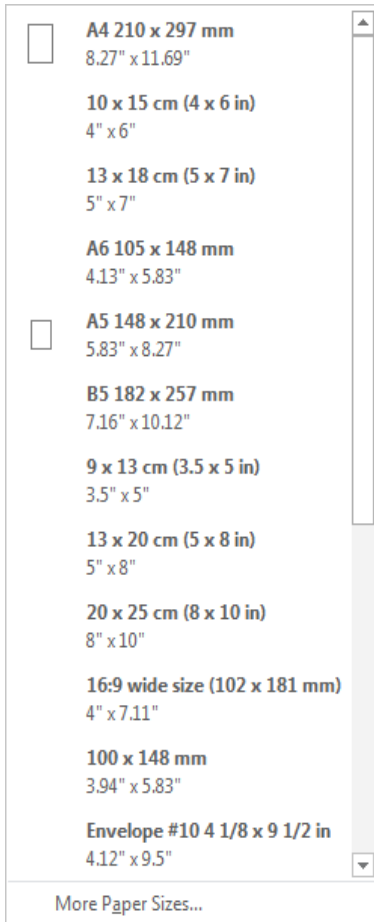 A4 210 x 297 mm
8.27" x 11.69"
10 x 15 cm (4 x 6 in)
4" x 6"
13 x 18 cm (5 x 7 in)
5" x 7"
A6 105 x 148 mm
4.13" x 5.83"
A5 148 x 210 mm
5.83" x 8.27"
B5 182 x 257 mm
7.16" x 10.12"
9 x 13 cm (3.5 x 5 in)
3.5" x 5"
13 x 20 cm (5 x 8 in)
5" x 8"
20 x 25 cm (8 x 10 in)
8" x 10"
16:9 wide size (102 x 181 mm)
4" x 7.11"
100 x 148 mm
3.94" x 5.83"
Envelope #10 4 1/8 x 9 1/2 in
4.12" x 9.5"
More Paper Sizes...